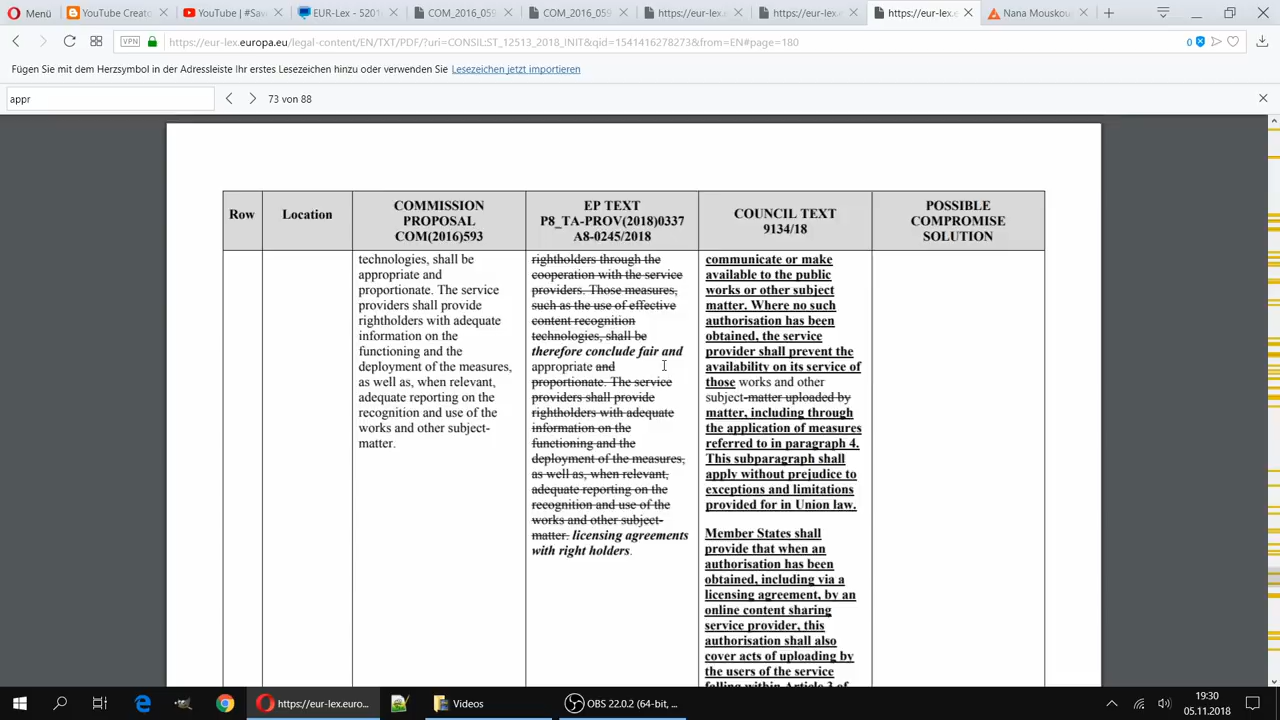 Menü
YouTube Creato
YouTube | #Saw
EUR-Lex - 5201
COM_2016_059
COM_2016_059
https://eur-lex.e
https://eur-lex.e
https://eur-lex.e
Nana Mouskou
VPN
https://eur-lex.europa.eu/legal-content/EN/TXT/PDF/?uri=CONSIL:ST_12513_2018_INIT&qid=1541416278273&from=EN#page=180
0
Fügen Sie mit dem Herzsymbol in der Adressleiste Ihr erstes Lesezeichen hinzu oder verwenden Sie Lesezeichen jetzt importieren
appr
73 von 88
Row
Location
COMMISSION
PROPOSAL
COM(2016)593
EP TEXT
P8_TA-PROV(2018)0337
A8-0245/2018
COUNCIL TEXT
9134/18
POSSIBLE
COMPROMISE
SOLUTION
technologies, shall be
appropriate and
proportionate. The service
providers shall provide
rightholders with adequate
information on the
functioning and the
deployment of the measures,
as well as, when relevant,
adequate reporting on the
recognition and use of the
works and other subject-
matter.
rightholders through the
cooperation with the service
providers. Those measures,
such as the use of effective
content recognition
technologies, shall be
therefore conclude fair and
appropriate and
proportionate. The service
providers shall provide
rightholders with adequate
information on the
functioning and the
deployment of the measures,
as well as, when relevant,
adequate reporting on the
recognition and use of the
works and other subject-
matter. licensing agreements
with right holders.
communicate or make
available to the public
works or other subject
matter. Where no such
authorisation has been
obtained, the service
provider shall prevent the
availability on its service of
those works and other
subject-matter uploaded by
matter, including through
the application of measures
referred to in paragraph 4.
This subparagraph shall
apply without prejudice to
exceptions and limitations
provided for in Union law.
Member States shall
provide that when an
authorisation has been
obtained, including via a
licensing agreement, by an
online content sharing
service provider, this
authorisation shall also
cover acts of uploading by
the users of the service
falling within Article 3 of
https://eur-lex.euro...
Videos
OBS 22.0.2 (64-bit, ...
19:30
05.11.2018